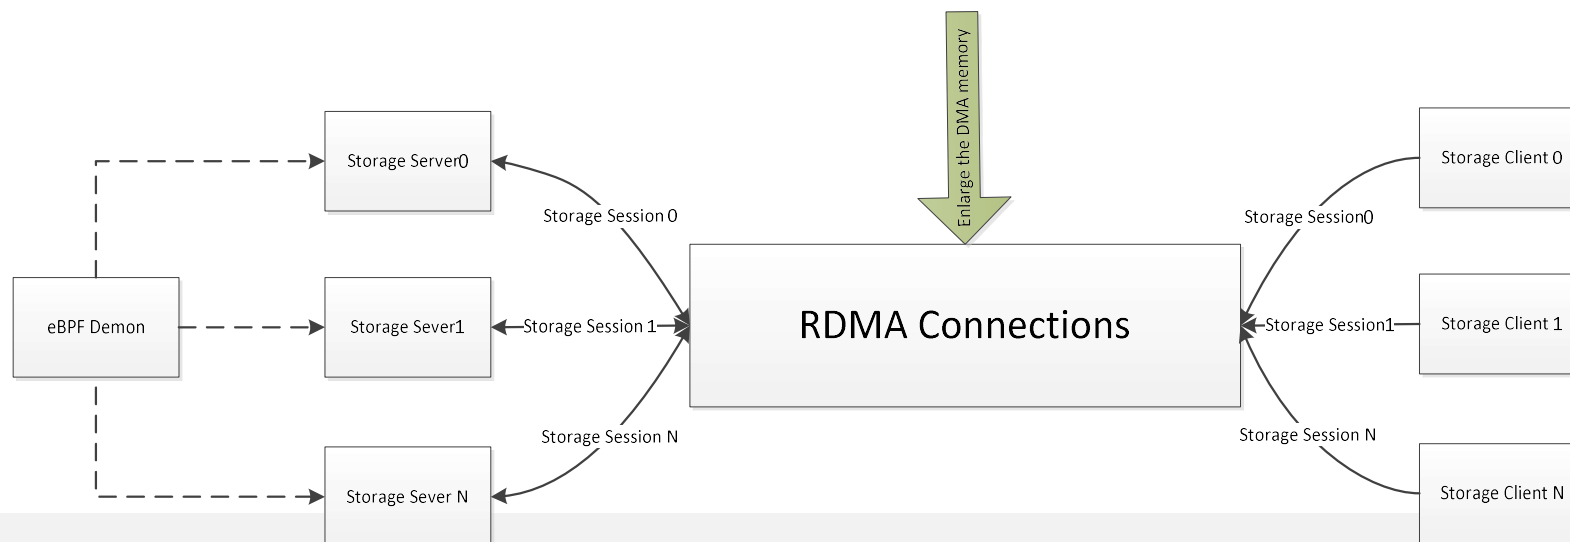 Enlarge the DMA memory
Storage Server0
Storage Client 0
Storage Session 0
Storage Session0
eBPF Demon
Storage Sever1
Storage Session 1
RDMA Connections
Storage Session1
Storage Client 1
Storage Session N
Storage Session N
Storage Sever N
Storage Client N